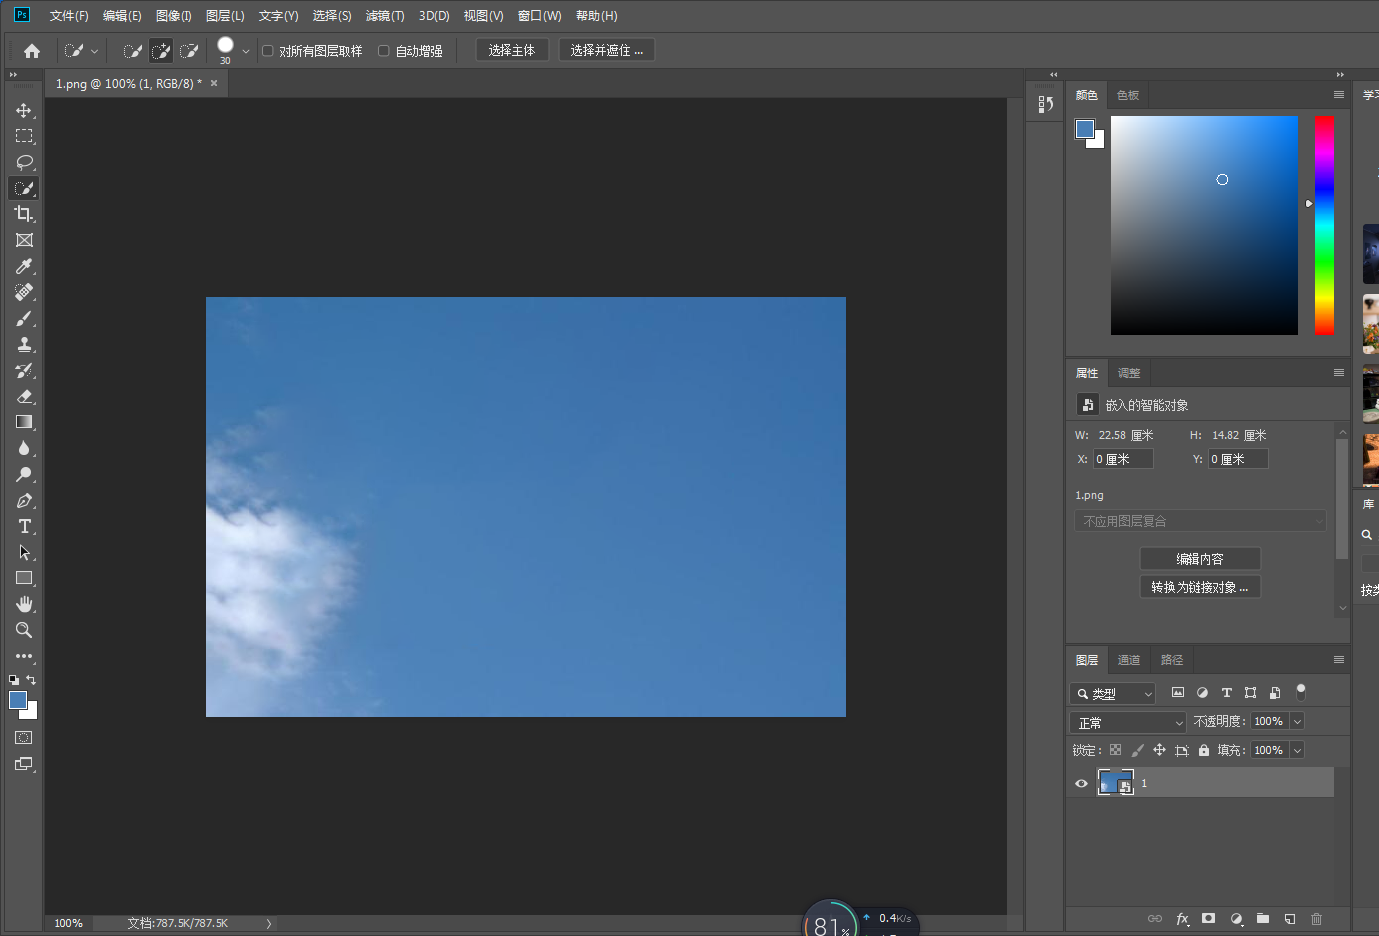 Ps 文件(F) 编辑(E) 图像(I) 图层(L) 文字(Y) 选择(S) 滤镜(T) 3D(D) 视图(V) 窗口(W) 帮助(H)
30 对所有图层取样 自动增强 选择主体 选择并遮住 ...
1.png @ 100% (1, RGB/8) * ×
颜色 色板
学习
属性 调整
嵌入的智能对象
W: 22.58 厘米 H: 14.82 厘米
X: 0 厘米 Y: 0 厘米
1.png
不应用图层复合
编辑内容
转换为链接对象 ...
库
按类
图层 通道 路径
类型
正常 不透明度: 100%
锁定: 填充: 100%
1
100% 文档:787.5K/787.5K
81% 0.4K/s
fx